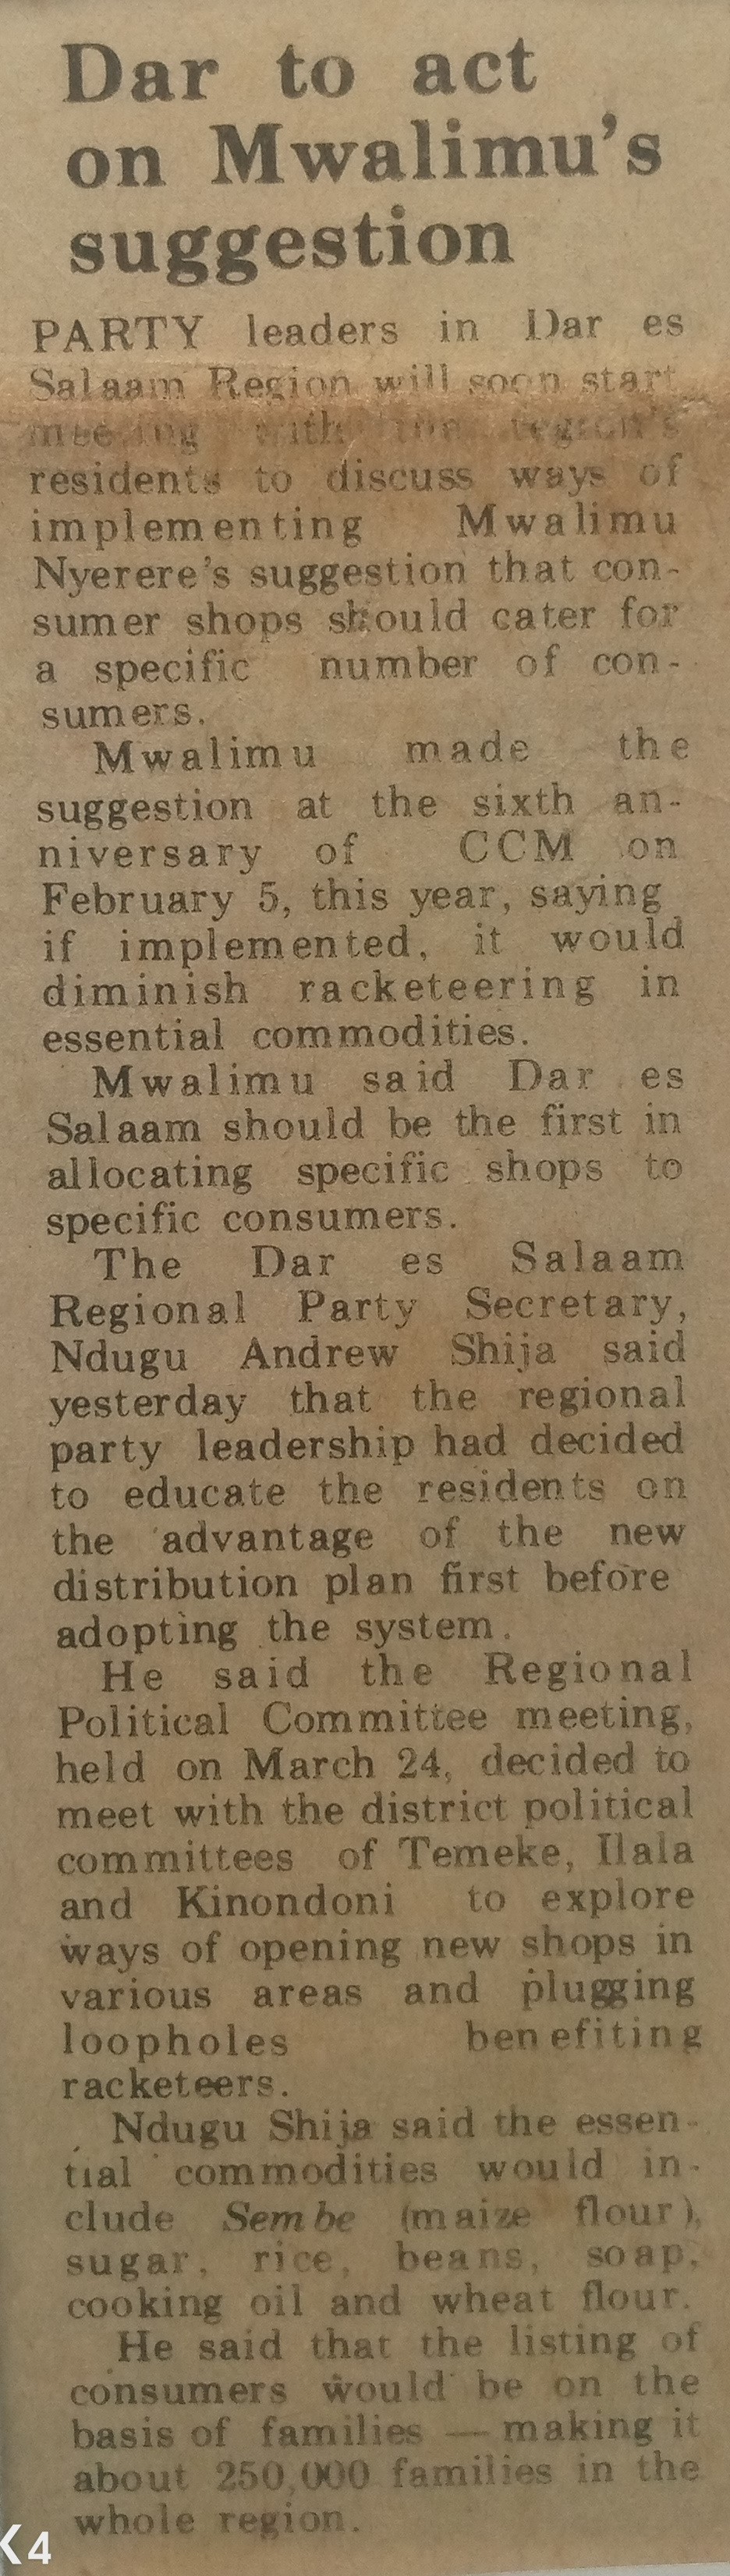 Dar to act
on Mwalimu's
suggestion
PARTY leaders in Dar es
Salaam Region will soon start
meeting with the region's
residents to discuss ways of
implementing Mwalimu
Nyerere's suggestion that con-
sumer shops should cater for
a specific number of con-
sumers.
Mwalimu made the
suggestion at the sixth an-
niversary of CCM on
February 5, this year, saying
if implemented, it would
diminish racketeering in
essential commodities.
Mwalimu said Dar es
Salaam should be the first in
allocating specific shops to
specific consumers.
The Dar es Salaam
Regional Party Secretary,
Ndugu Andrew Shija said
yesterday that the regional
party leadership had decided
to educate the residents on
the advantage of the new
distribution plan first before
adopting the system.
He said the Regional
Political Committee meeting,
held on March 24, decided to
meet with the district political
committees of Temeke, Ilala
and Kinondoni to explore
ways of opening new shops in
various areas and plugging
loopholes benefiting
racketeers.
Ndugu Shija said the essen-
tial commodities would in-
clude Sembe (maize flour),
sugar, rice, beans, soap,
cooking oil and wheat flour.
He said that the listing of
consumers would be on the
basis of families — making it
about 250,000 families in the
whole region.
K4